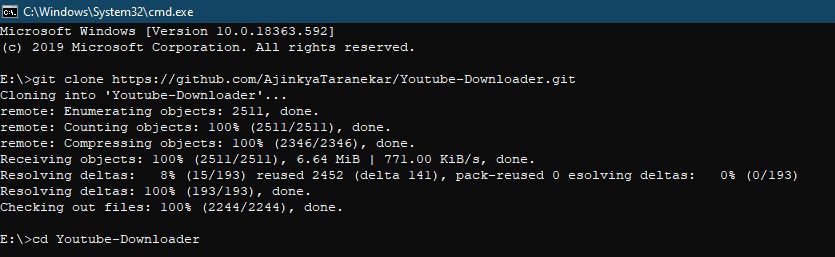 C:\Windows\System32\cmd.exe
Microsoft Windows [Version 10.0.18363.592]
(c) 2019 Microsoft Corporation. All rights reserved.
E:\>git clone https://github.com/AjinkyaTaranekar/Youtube-Downloader.git
Cloning into 'Youtube-Downloader'...
remote: Enumerating objects: 2511, done.
remote: Counting objects: 100% (2511/2511), done.
remote: Compressing objects: 100% (2346/2346), done.
Receiving objects: 100% (2511/2511), 6.64 MiB | 771.00 KiB/s, done.
Resolving deltas:   8% (15/193) reused 2452 (delta 141), pack-reused 0 esolving deltas:   0% (0/193)
Resolving deltas: 100% (193/193), done.
Checking out files: 100% (2244/2244), done.
E:\>cd Youtube-Downloader